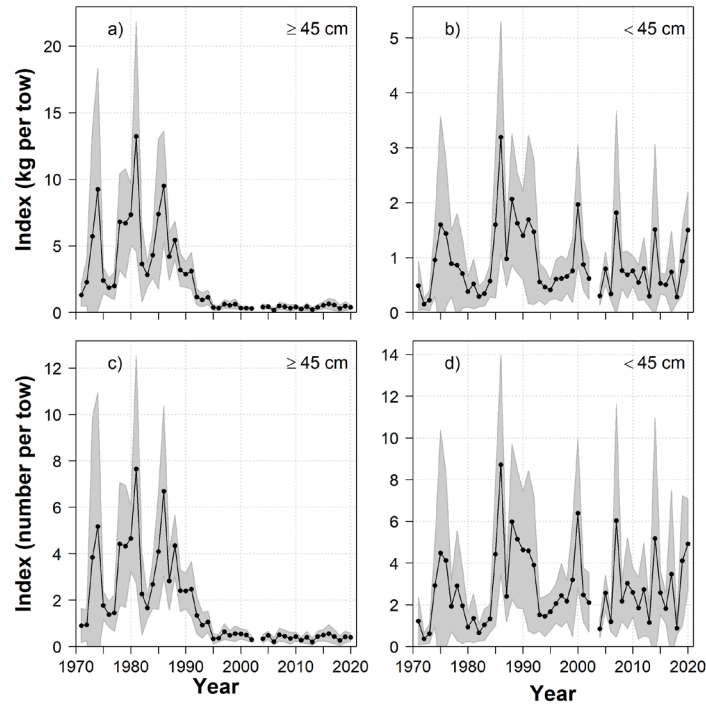 a) ≥ 45 cm
20
15
10
5
0
Index (kg per tow)
b) < 45 cm
5
4
3
2
1
0
c) ≥ 45 cm
12
10
8
6
4
2
0
Index (number per tow)
1970 1980 1990 2000 2010 2020
Year
d) < 45 cm
14
12
10
8
6
4
2
0
1970 1980 1990 2000 2010 2020
Year